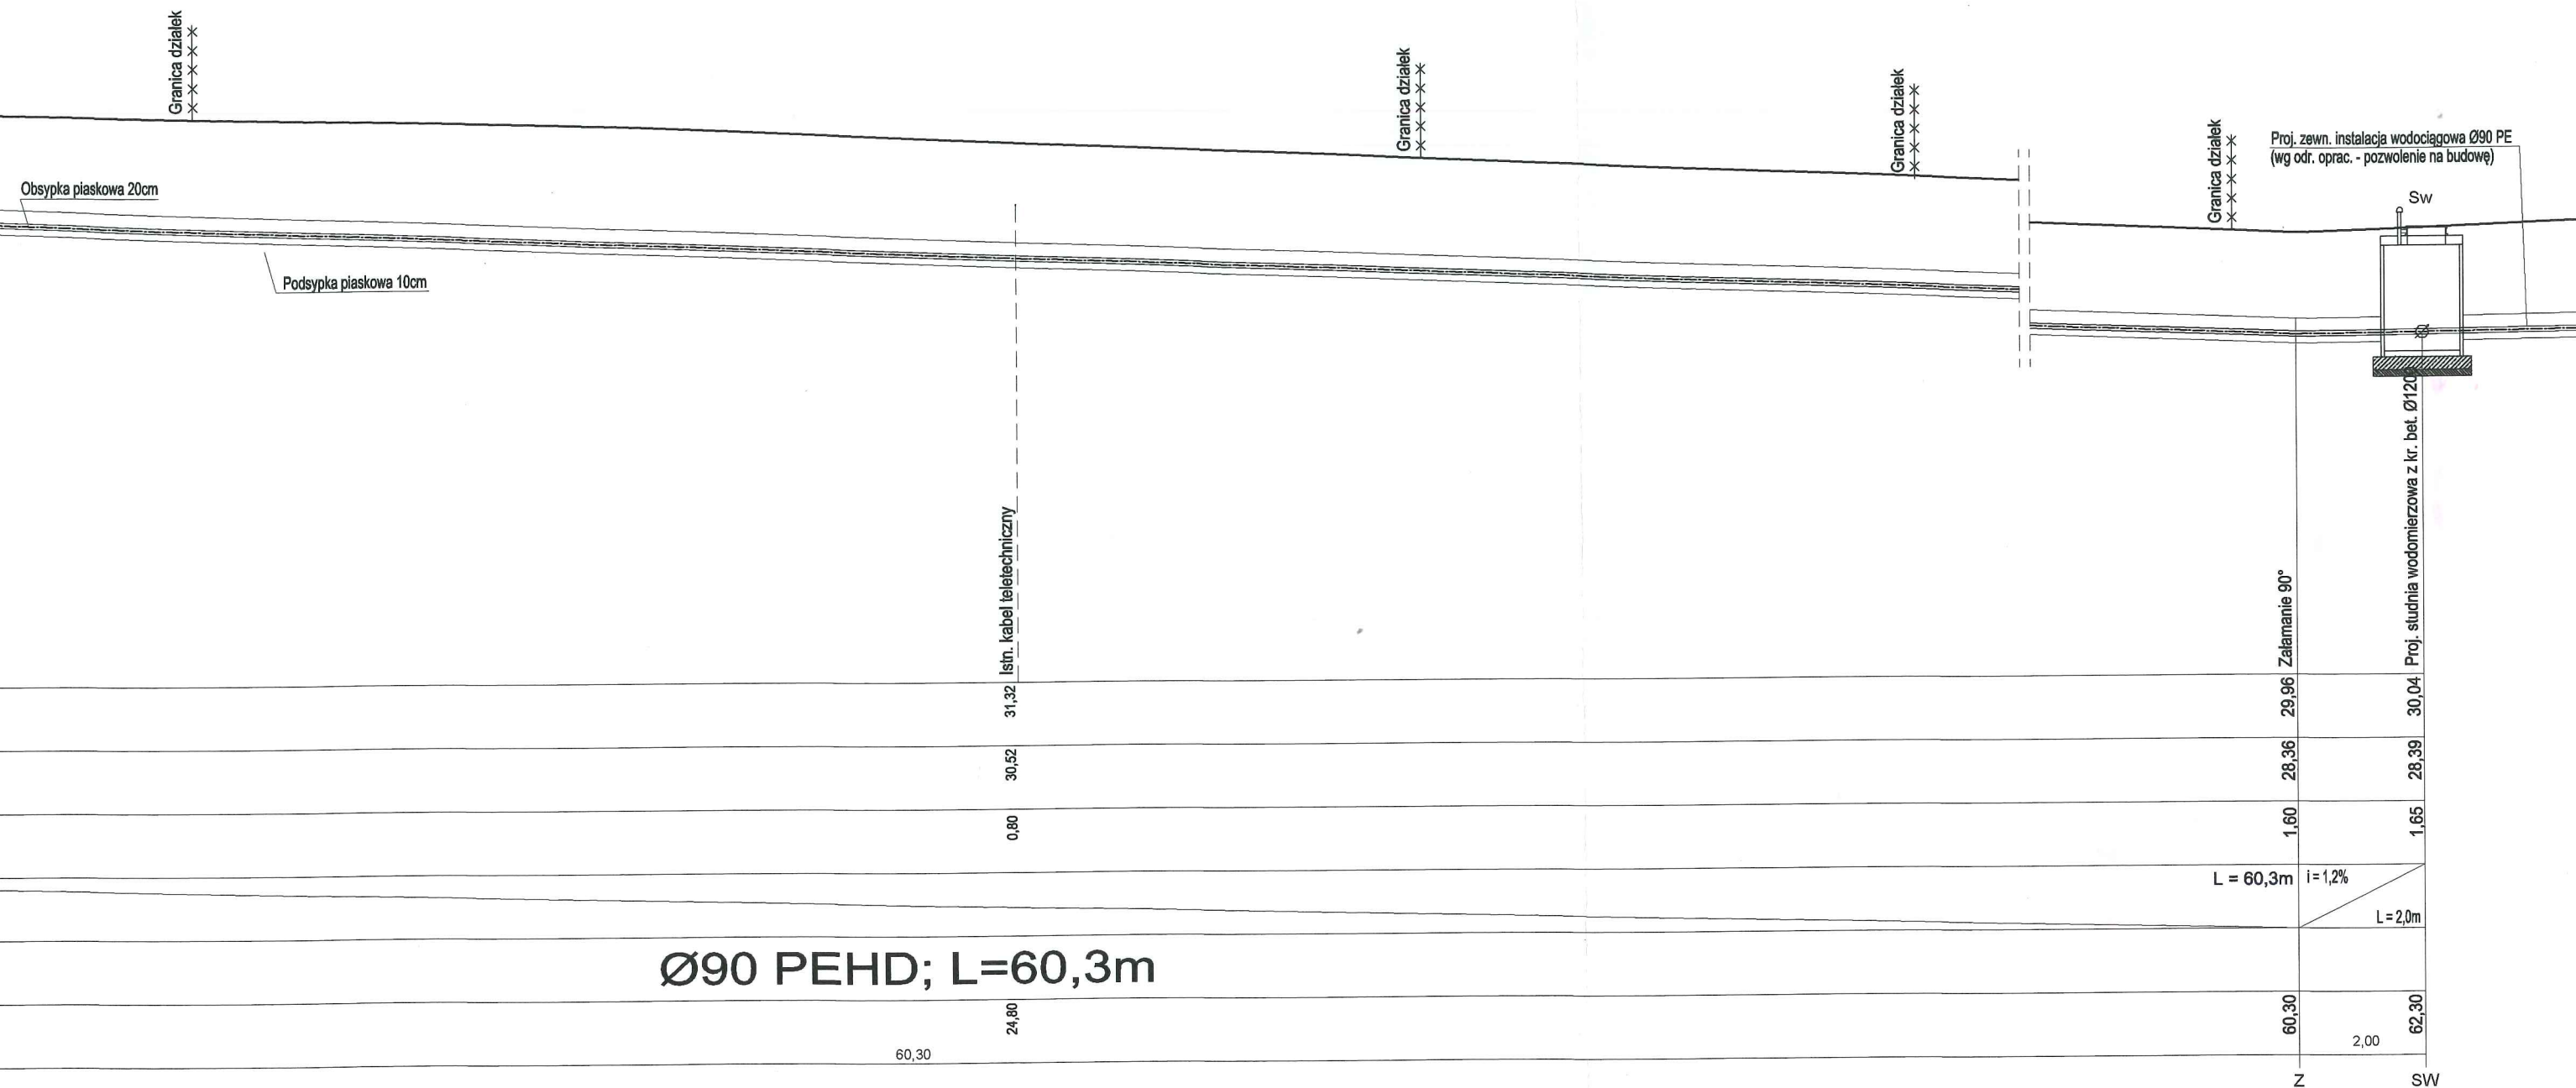 Granica działek
Granica działek
Granica działek
Granica działek
Proj. zewn. instalacja wodociągowa Ø90 PE
(wg odr. oprac. - pozwolenie na budowę)
Sw
Obsypka piaskowa 20cm
Podsypka piaskowa 10cm
Istn. kabel teletechniczny
Załamanie 90°
Proj. studnia wodomierzowa z kr. bet. Ø120
31,32
29,96
30,04
30,52
28,36
28,39
0,80
1,60
1,65
L = 60,3m
i = 1,2%
L = 2,0m
Ø90 PEHD; L=60,3m
24,80
60,30
62,30
60,30
2,00
Z
SW